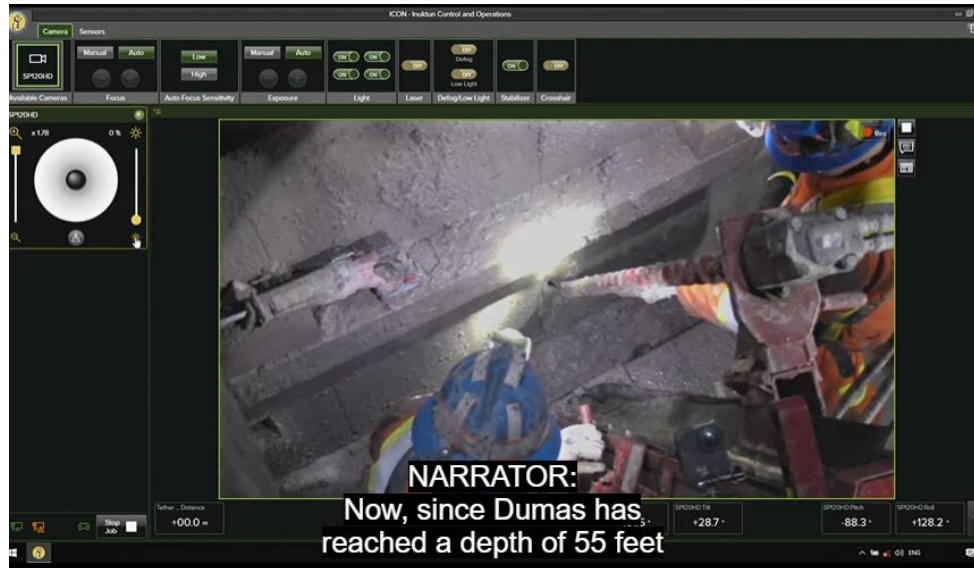 ICON - Inuktun Control and Operations
Camera Sensors
SP120HD
Manual Auto
Low
High
Manual Auto
ON ON
ON ON
OFF
OFF
Defog
OFF
Low Light
ON
OFF
Available Cameras Focus Auto Focus Sensitivity Exposure Light Laser Defog/Low Light Stabilizer Crosshair
SP120HD
x 1.78 0 %
Rec
NARRATOR:
Now, since Dumas has
reached a depth of 55 feet
Tether ... Distance
+00.0 m
SP120HD Tilt
+28.7 °
SP120HD Pitch
-88.3 °
SP120HD Roll
+128.2 °
Stop
Job
ENG